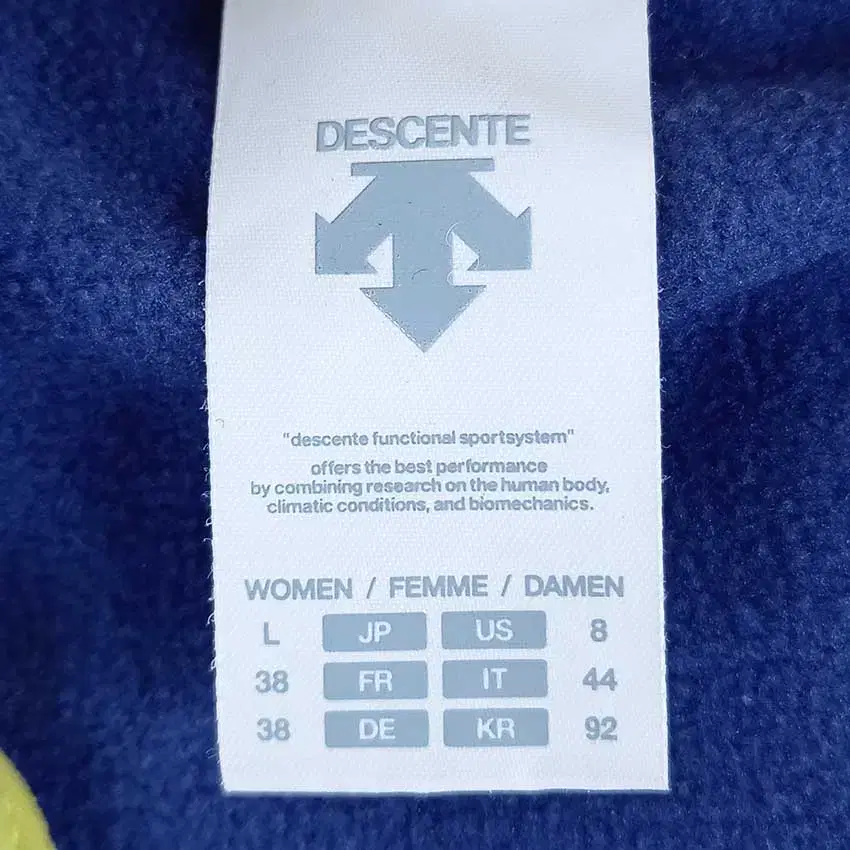 DESCENTE
"descente functional sportsystem"
offers the best performance
by combining research on the human body,
climatic conditions, and biomechanics.
WOMEN / FEMME / DAMEN
L JP US 8
38 FR IT 44
38 DE KR 92